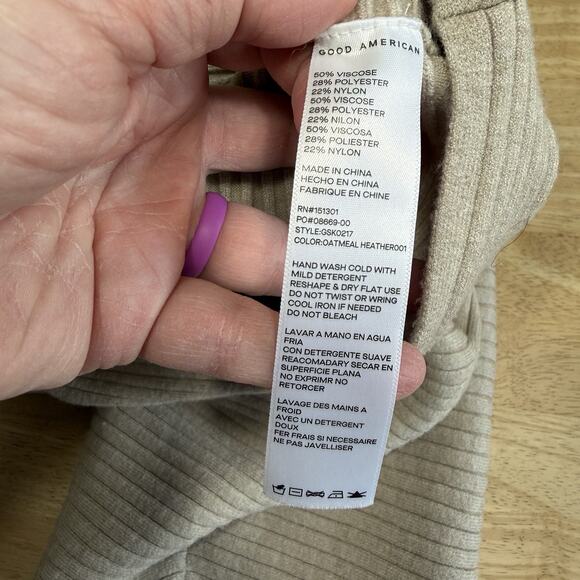 GOOD AMERICAN
50% VISCOSE
28% POLYESTER
22% NYLON
50% VISCOSE
28% POLYESTER
22% NILON
50% VISCOSA
28% POLIESTER
22% NYLON
MADE IN CHINA
HECHO EN CHINA
FABRIQUE EN CHINE
RN#151301
PO#08669-00
STYLE:GSK0217
COLOR:OATMEAL HEATHER001
HAND WASH COLD WITH
MILD DETERGENT
RESHAPE & DRY FLAT USE
DO NOT TWIST OR WRING
COOL IRON IF NEEDED
DO NOT BLEACH
LAVAR A MANO EN AGUA
FRIA
CON DETERGENTE SUAVE
REACOMADARY SECAR EN
SUPERFICIE PLANA
NO EXPRIMR NO
RETORCER
LAVAGE DES MAINS A
FROID
AVEC UN DETERGENT
DOUX
FER FRAIS SI NECESSAIRE
NE PAS JAVELLISER